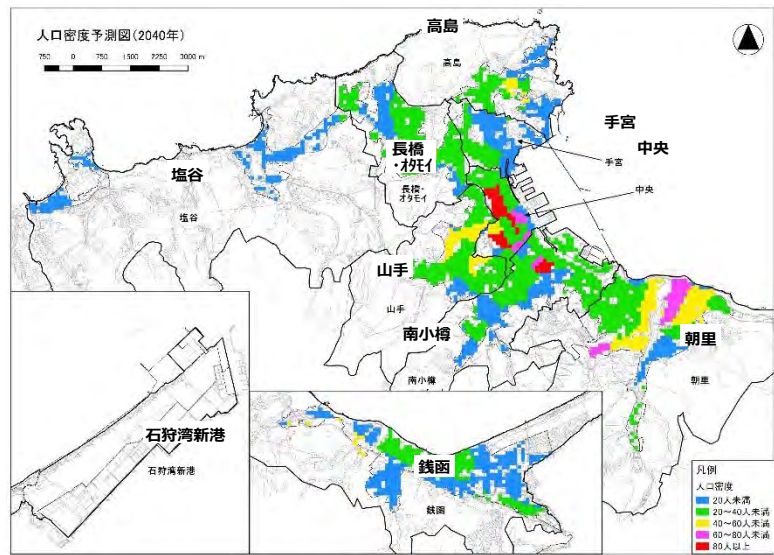 人口密度予測図(2040年)
750 0 750 1500 2250 3000 m
高島
高島
手宮
中央
手宮
中央
長橋
・オタモイ
長橋・
オタモイ
塩谷
塩谷
山手
山手
南小樽
南小樽
朝里
朝里
石狩湾新港
石狩湾新港
銭函
銭函
凡例
人口密度
20人未満
20～40人未満
40～60人未満
60～80人未満
80人以上